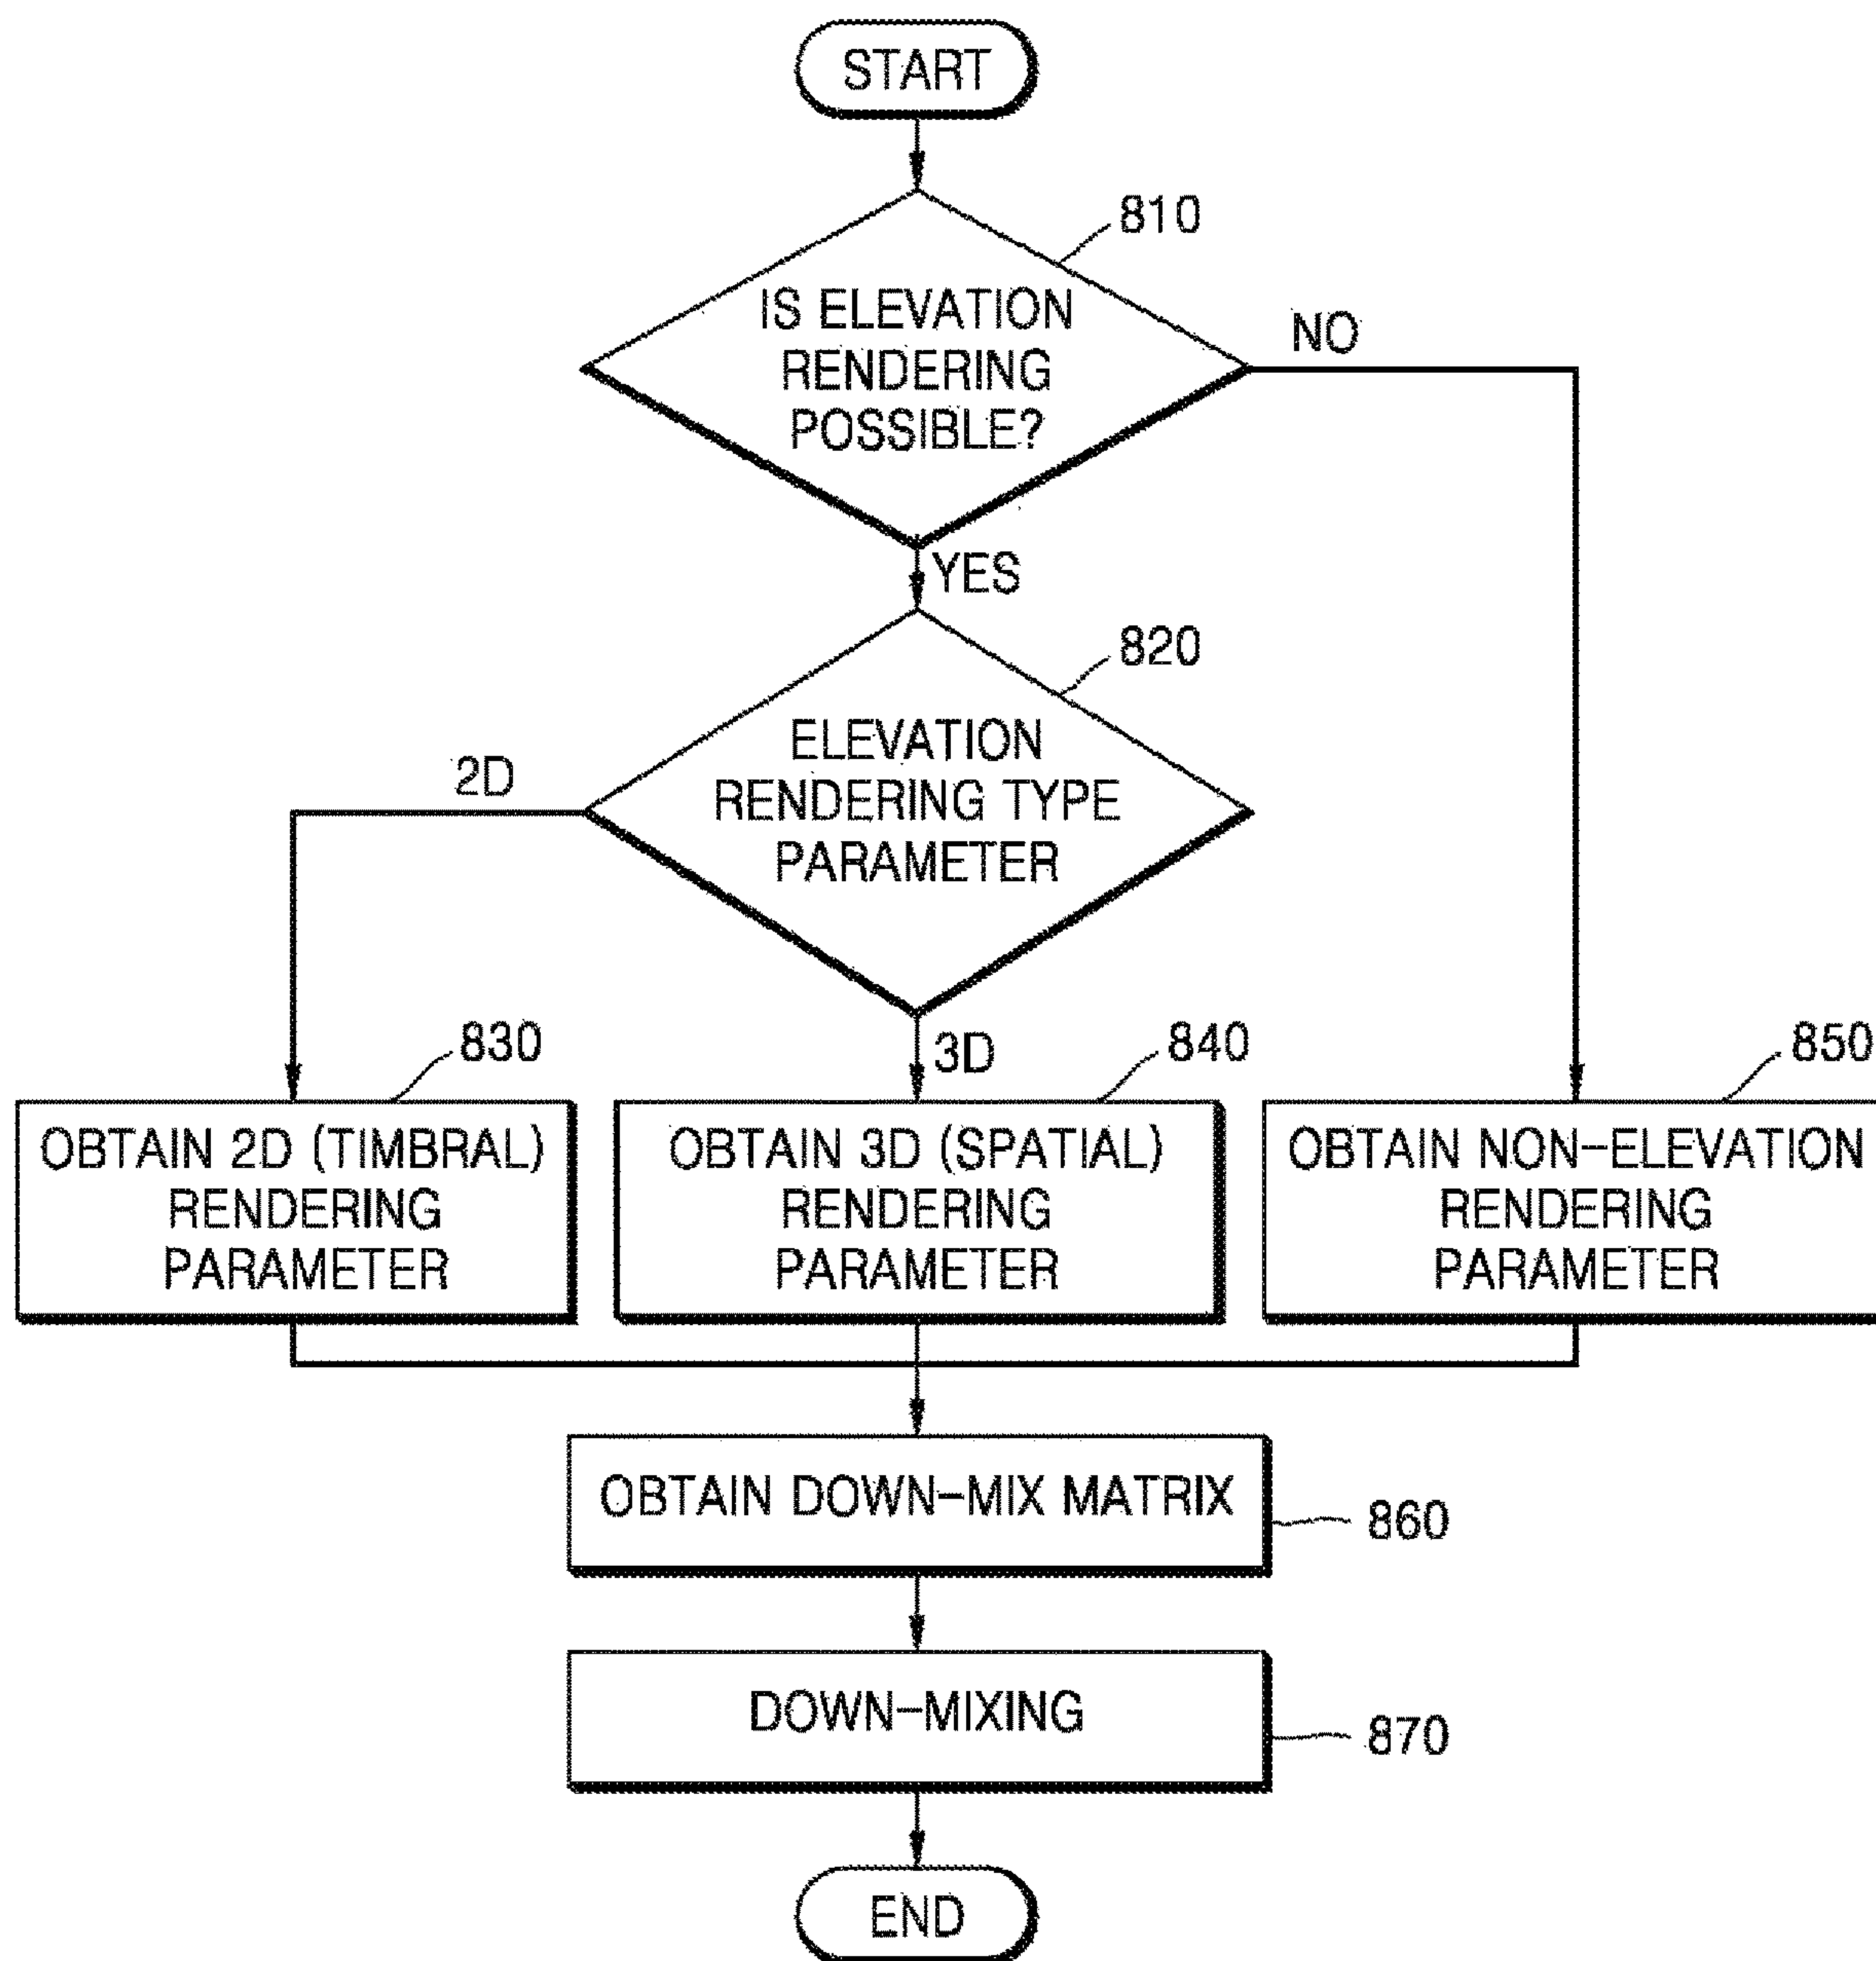 START
810
IS ELEVATION
RENDERING
POSSIBLE?
NO
YES
820
ELEVATION
RENDERING TYPE
PARAMETER
2D
3D
830
OBTAIN 2D (TIMBRAL)
RENDERING
PARAMETER
840
OBTAIN 3D (SPATIAL)
RENDERING
PARAMETER
850
OBTAIN NON-ELEVATION
RENDERING
PARAMETER
OBTAIN DOWN-MIX MATRIX
860
DOWN-MIXING
870
END